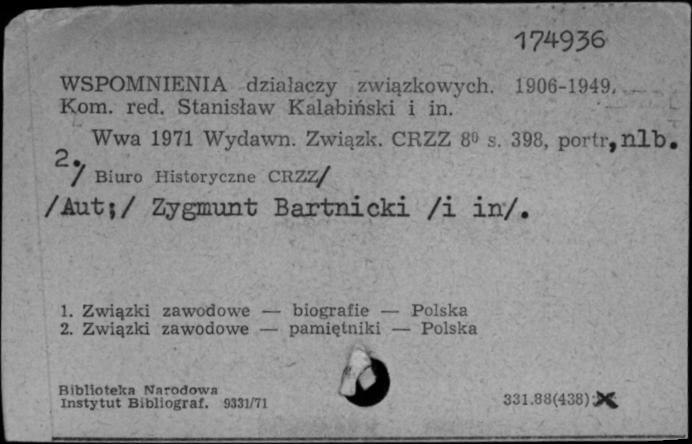 174936
WSPOMNIENIA działaczy związkowych. 1906-1949.
Kom. red. Stanisław Kalabiński i in.
Wwa 1971 Wydawn. Związk. CRZZ 8⁰ s. 398, portr, nlb.
2.
/ Biuro Historyczne CRZZ/
/Aut;/ Zygmunt Bartnicki /i in/.
1. Związki zawodowe — biografie — Polska
2. Związki zawodowe — pamiętniki — Polska
Biblioteka Narodowa
Instytut Bibliograf. 9331/71
331.88(438):